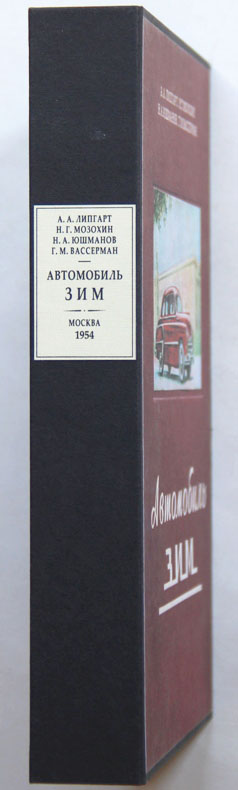 А. А. ЛИПГАРТ
Н. Г. МОЗОХИН
Н. А. ЮШМАНОВ
Г. М. ВАССЕРМАН
АВТОМОБИЛЬ
ЗИМ
МОСКВА
1954
Автомобиль
ЗИМ